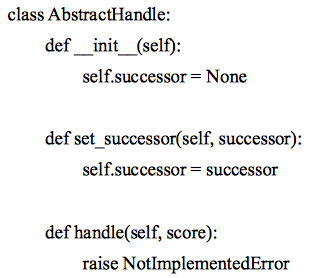 class AbstractHandle:
    def __init__(self):
        self.successor = None

    def set_successor(self, successor):
        self.successor = successor

    def handle(self, score):
        raise NotImplementedError